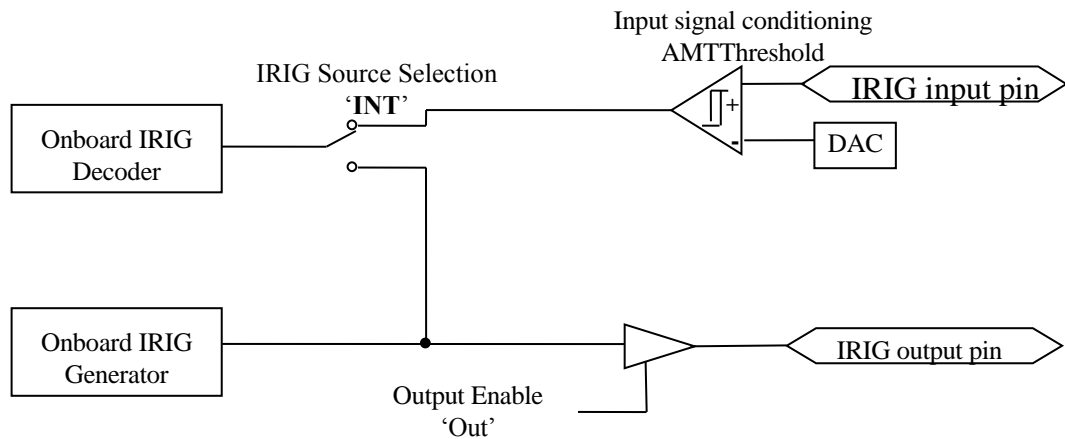 Input signal conditioning
AMTThreshold
IRIG Source Selection
‘INT’
IRIG input pin
+
-
DAC
Onboard IRIG
Decoder
Onboard IRIG
Generator
IRIG output pin
Output Enable
‘Out’